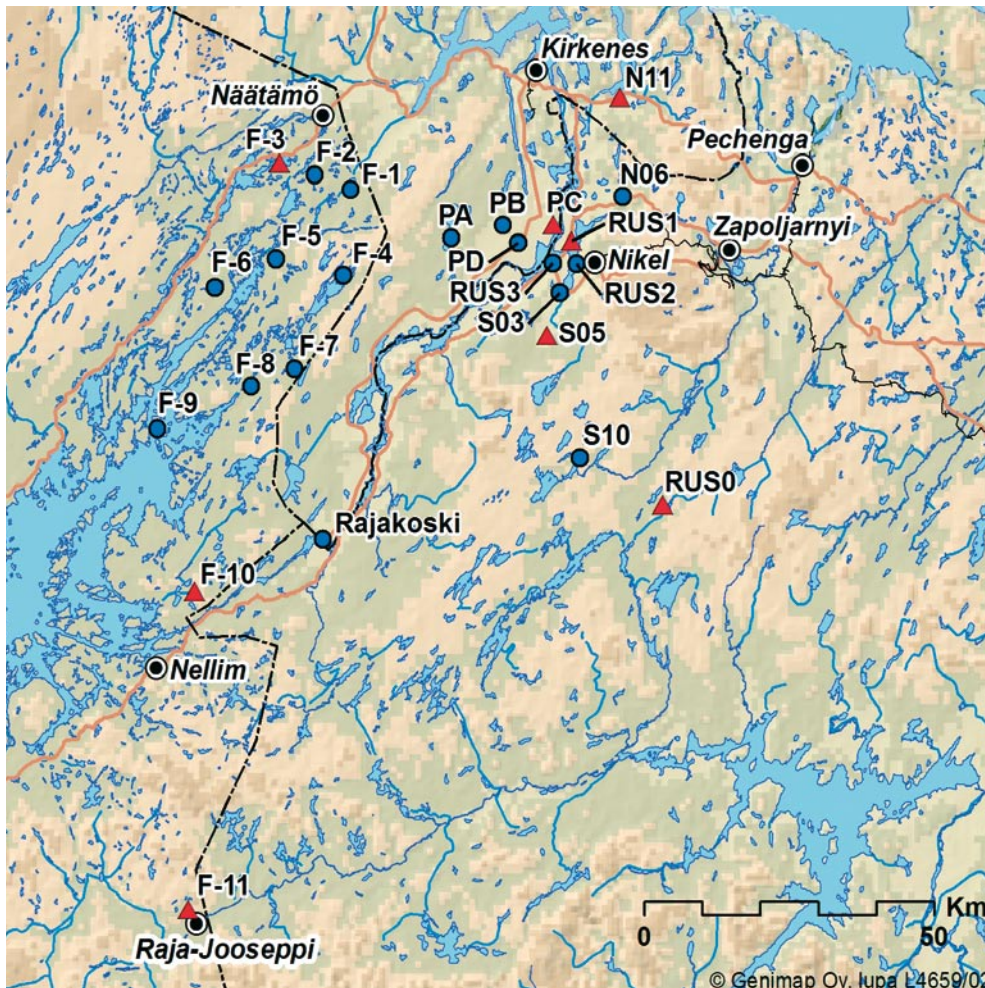 Kirkenes
N11
Näätämö
Pechenga
F-3
F-2
F-1
N06
PB
PC
PA
RUS1
Zapoljarnyi
F-5
PD
Nikel
F-6
F-4
RUS3
RUS2
S03
S05
F-7
F-8
F-9
S10
RUS0
Rajakoski
F-10
Nellim
F-11
Km
0 50
Raja-Jooseppi
© Genimap Oy, lupa L4659/02